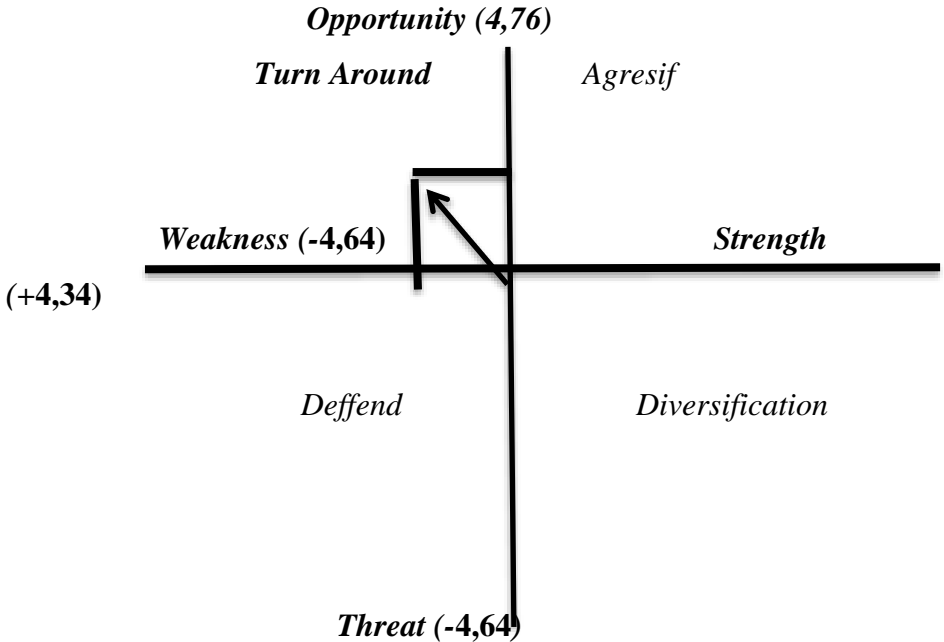 Opportunity (4,76)
Turn Around Agresif
Weakness (-4,64) Strength
(+4,34)
Deffend Diversification
Threat (-4,64)